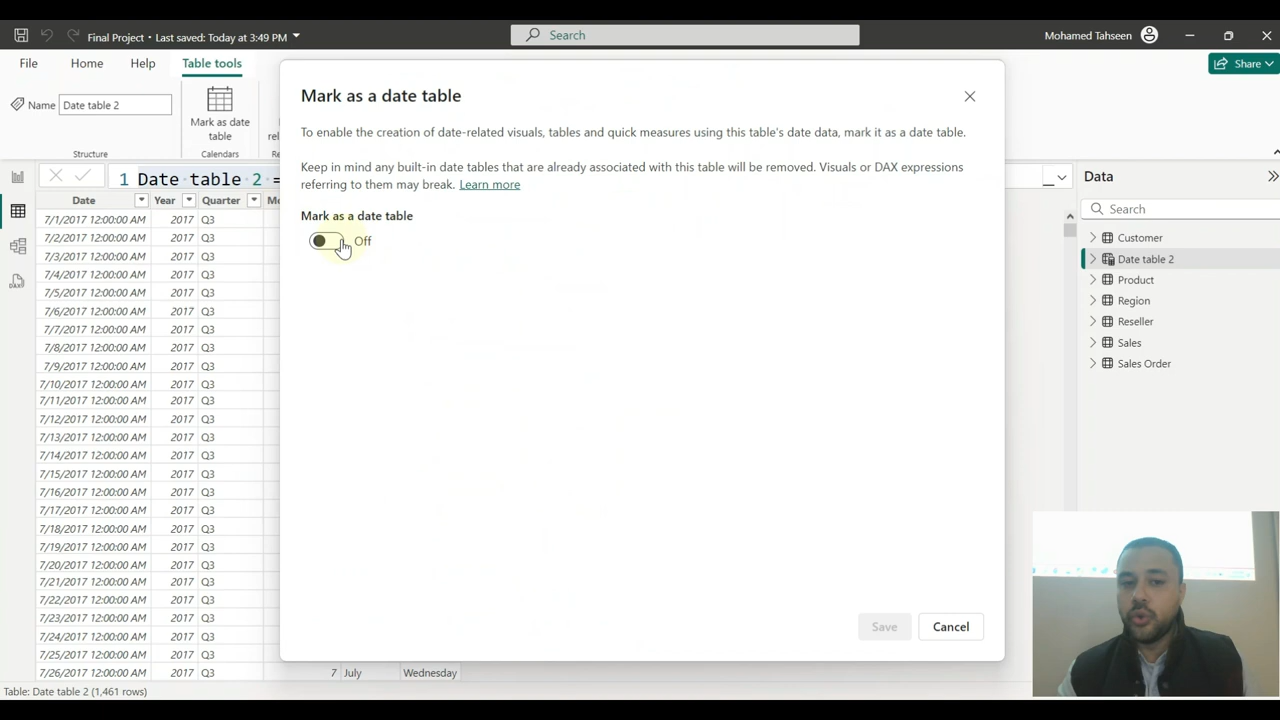 Final Project • Last saved: Today at 3:49 PM
Search
Mohamed Tahseen
File
Home
Help
Table tools
Share
Name
Date table 2
Mark as date
table
Structure
Calendars
Mark as a date table
To enable the creation of date-related visuals, tables and quick measures using this table's date data, mark it as a date table.
Keep in mind any built-in date tables that are already associated with this table will be removed. Visuals or DAX expressions
referring to them may break. Learn more
Mark as a date table
Off
Save
Cancel
1 Date table 2 =
Date Year Quarter
7/1/2017 12:00:00 AM 2017 Q3
7/2/2017 12:00:00 AM 2017 Q3
7/3/2017 12:00:00 AM 2017 Q3
7/4/2017 12:00:00 AM 2017 Q3
7/5/2017 12:00:00 AM 2017 Q3
7/6/2017 12:00:00 AM 2017 Q3
7/7/2017 12:00:00 AM 2017 Q3
7/8/2017 12:00:00 AM 2017 Q3
7/9/2017 12:00:00 AM 2017 Q3
7/10/2017 12:00:00 AM 2017 Q3
7/11/2017 12:00:00 AM 2017 Q3
7/12/2017 12:00:00 AM 2017 Q3
7/13/2017 12:00:00 AM 2017 Q3
7/14/2017 12:00:00 AM 2017 Q3
7/15/2017 12:00:00 AM 2017 Q3
7/16/2017 12:00:00 AM 2017 Q3
7/17/2017 12:00:00 AM 2017 Q3
7/18/2017 12:00:00 AM 2017 Q3
7/19/2017 12:00:00 AM 2017 Q3
7/20/2017 12:00:00 AM 2017 Q3
7/21/2017 12:00:00 AM 2017 Q3
7/22/2017 12:00:00 AM 2017 Q3
7/23/2017 12:00:00 AM 2017 Q3
7/24/2017 12:00:00 AM 2017 Q3
7/25/2017 12:00:00 AM 2017 Q3
7/26/2017 12:00:00 AM 2017 Q3 7 July Wednesday
Table: Date table 2 (1,461 rows)
Data
Search
Customer
Date table 2
Product
Region
Reseller
Sales
Sales Order